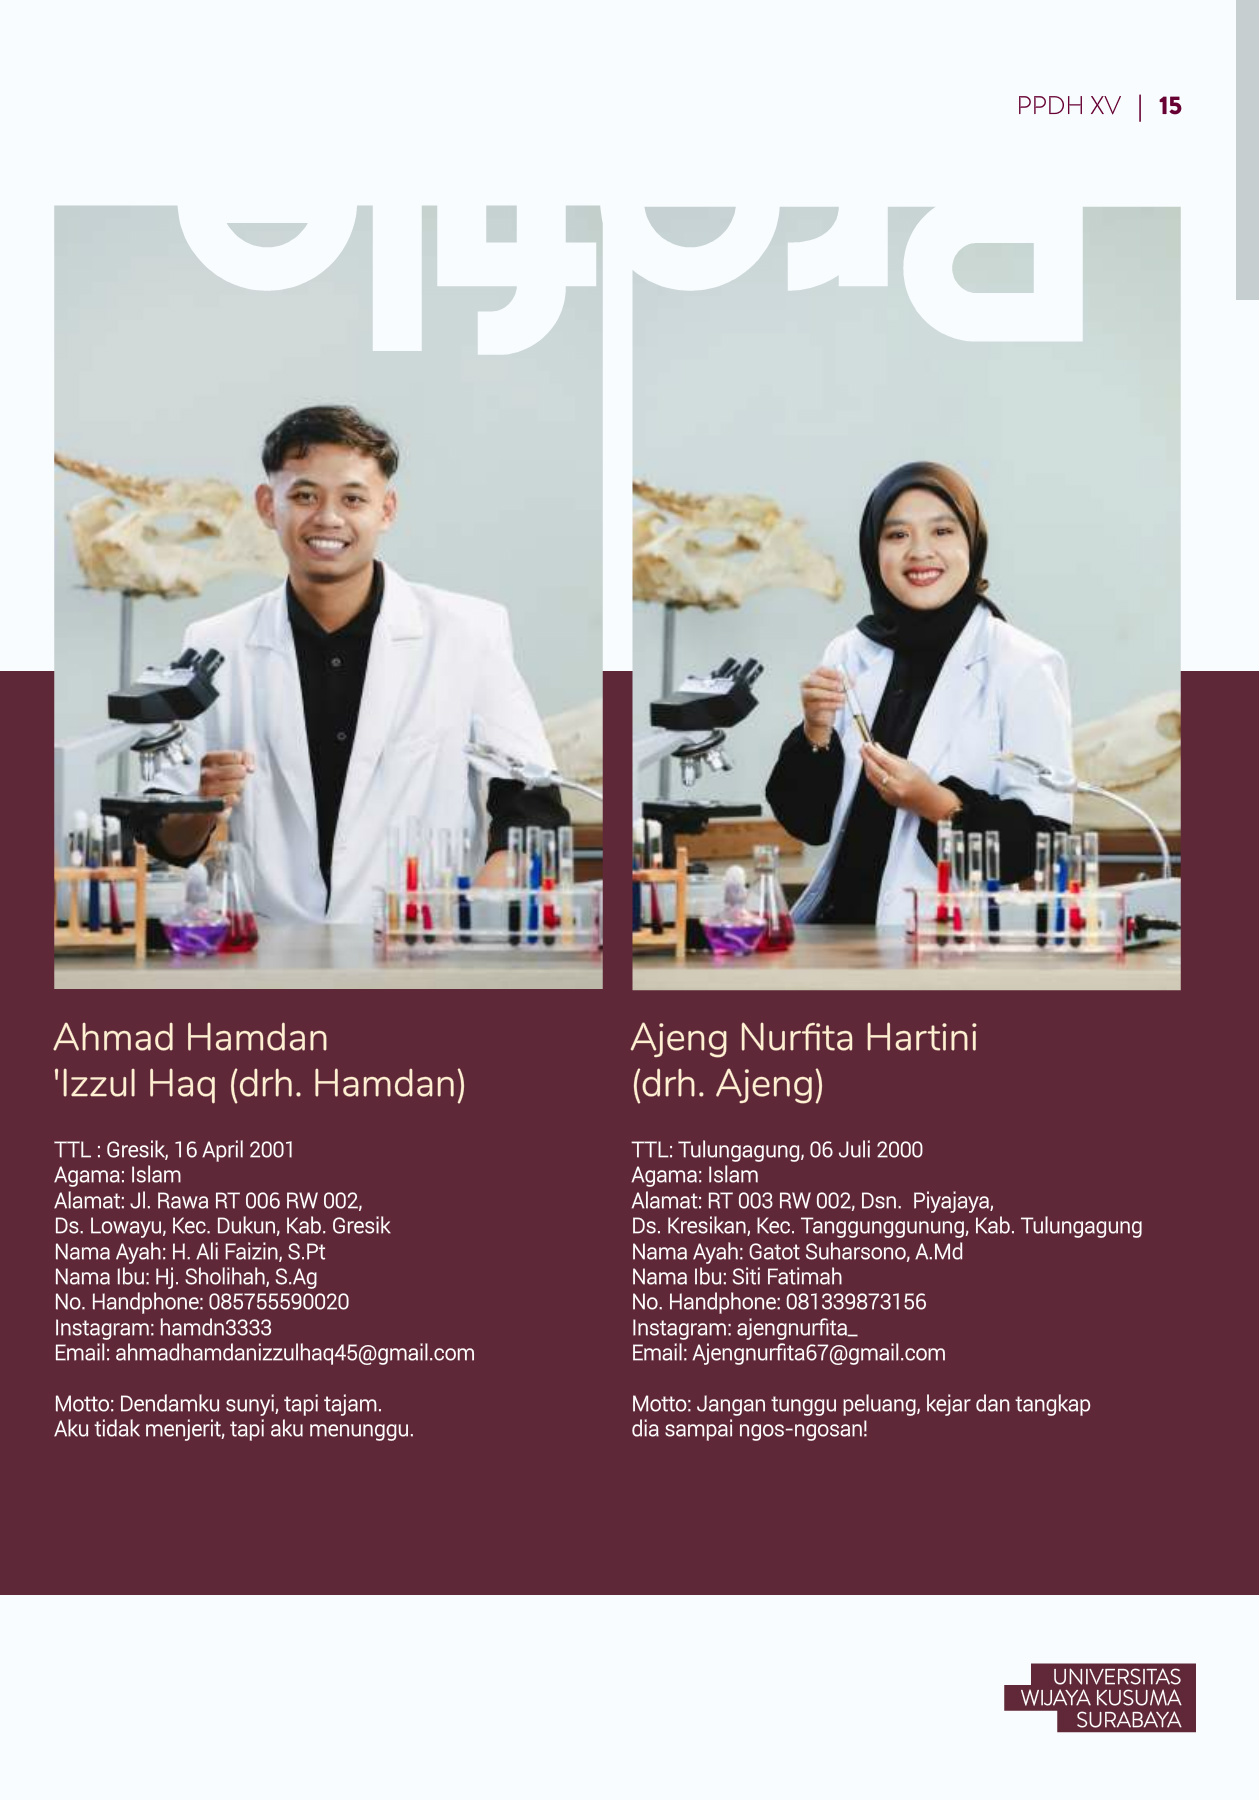 PPDH XV | 15
Profile
Ahmad Hamdan
'Izzul Haq (drh. Hamdan)
TTL : Gresik, 16 April 2001
Agama: Islam
Alamat: Jl. Rawa RT 006 RW 002,
Ds. Lowayu, Kec. Dukun, Kab. Gresik
Nama Ayah: H. Ali Faizin, S.Pt
Nama Ibu: Hj. Sholihah, S.Ag
No. Handphone: 085755590020
Instagram: hamdn3333
Email: ahmadhamdanizzulhaq45@gmail.com
Motto: Dendamku sunyi, tapi tajam.
Aku tidak menjerit, tapi aku menunggu.
Ajeng Nurfita Hartini
(drh. Ajeng)
TTL: Tulungagung, 06 Juli 2000
Agama: Islam
Alamat: RT 003 RW 002, Dsn.  Piyajaya,
Ds. Kresikan, Kec. Tanggunggunung, Kab. Tulungagung
Nama Ayah: Gatot Suharsono, A.Md
Nama Ibu: Siti Fatimah
No. Handphone: 081339873156
Instagram: ajengnurfita_
Email: Ajengnurfita67@gmail.com
Motto: Jangan tunggu peluang, kejar dan tangkap
dia sampai ngos-ngosan!
UNIVERSITAS
WIJAYA KUSUMA
SURABAYA